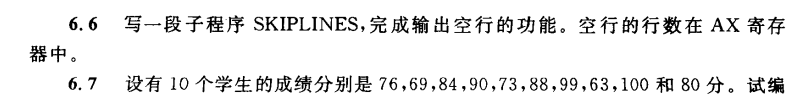 6.6 写一段子程序 SKIPLINES,完成输出空行的功能。空行的行数在 AX 寄存
器中。
6.7 设有 10 个学生的成绩分别是 76,69,84,90,73,88,99,63,100 和 80 分。试编